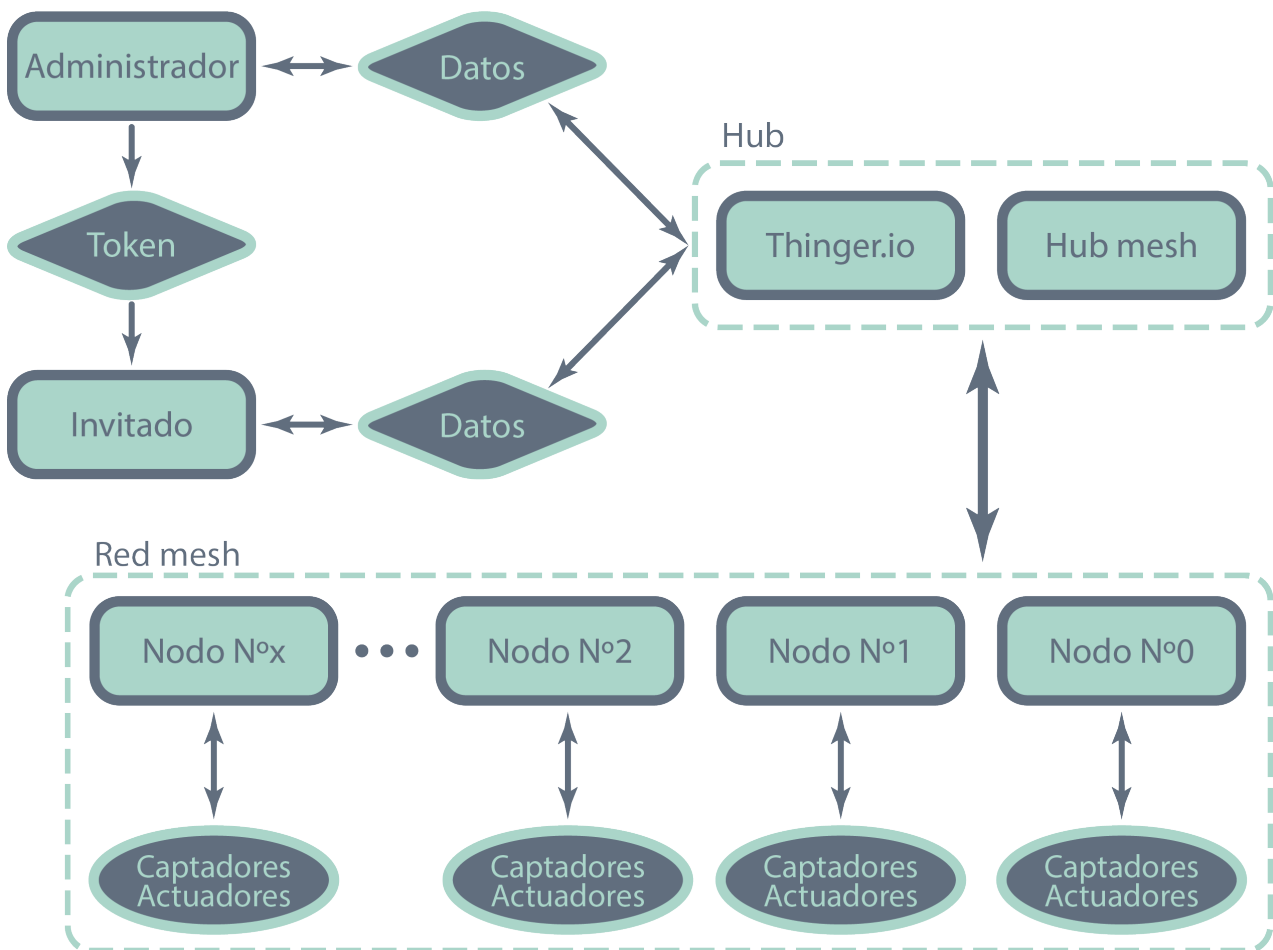 Administrador
Datos
Hub
Token
Thinger.io
Hub mesh
Invitado
Datos
Red mesh
Nodo Nºx
Nodo Nº2
Nodo Nº1
Nodo Nº0
Captadores
Actuadores
Captadores
Actuadores
Captadores
Actuadores
Captadores
Actuadores